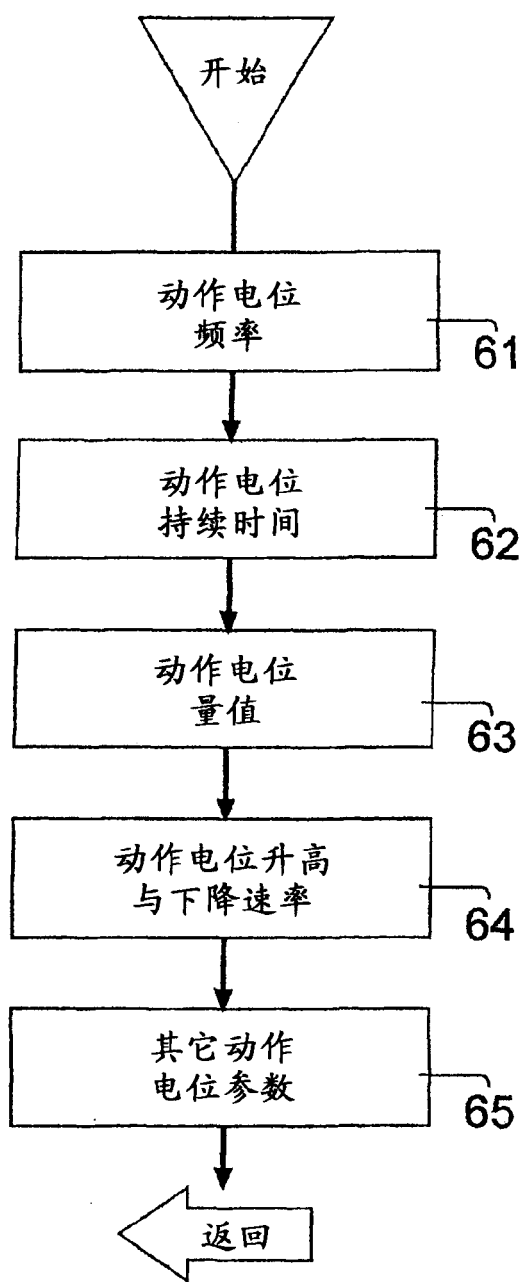 开始
动作电位
频率
61
动作电位
持续时间
62
动作电位
量值
63
动作电位升高
与下降速率
64
其它动作
电位参数
65
返回